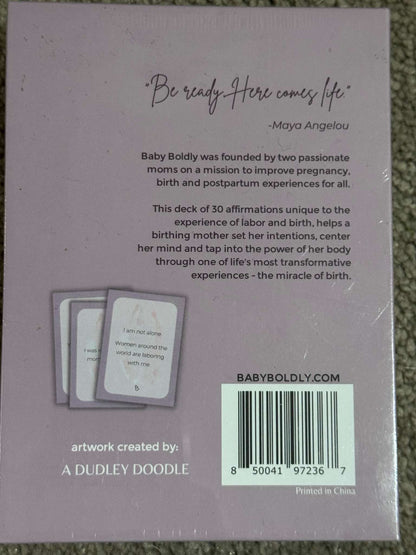 "Be ready. Here comes life."
-Maya Angelou
Baby Boldly was founded by two passionate
moms on a mission to improve pregnancy,
birth and postpartum experiences for all.
This deck of 30 affirmations unique to the
experience of labor and birth, helps a
birthing mother set her intentions, center
her mind and tap into the power of her body
through one of life's most transformative
experiences - the miracle of birth.
I am not alone.
Women around the
world are laboring
with me
B
I was
mom
BABYBOLDLY.COM
8 50041 97236 7
Printed in China
artwork created by:
A DUDLEY DOODLE